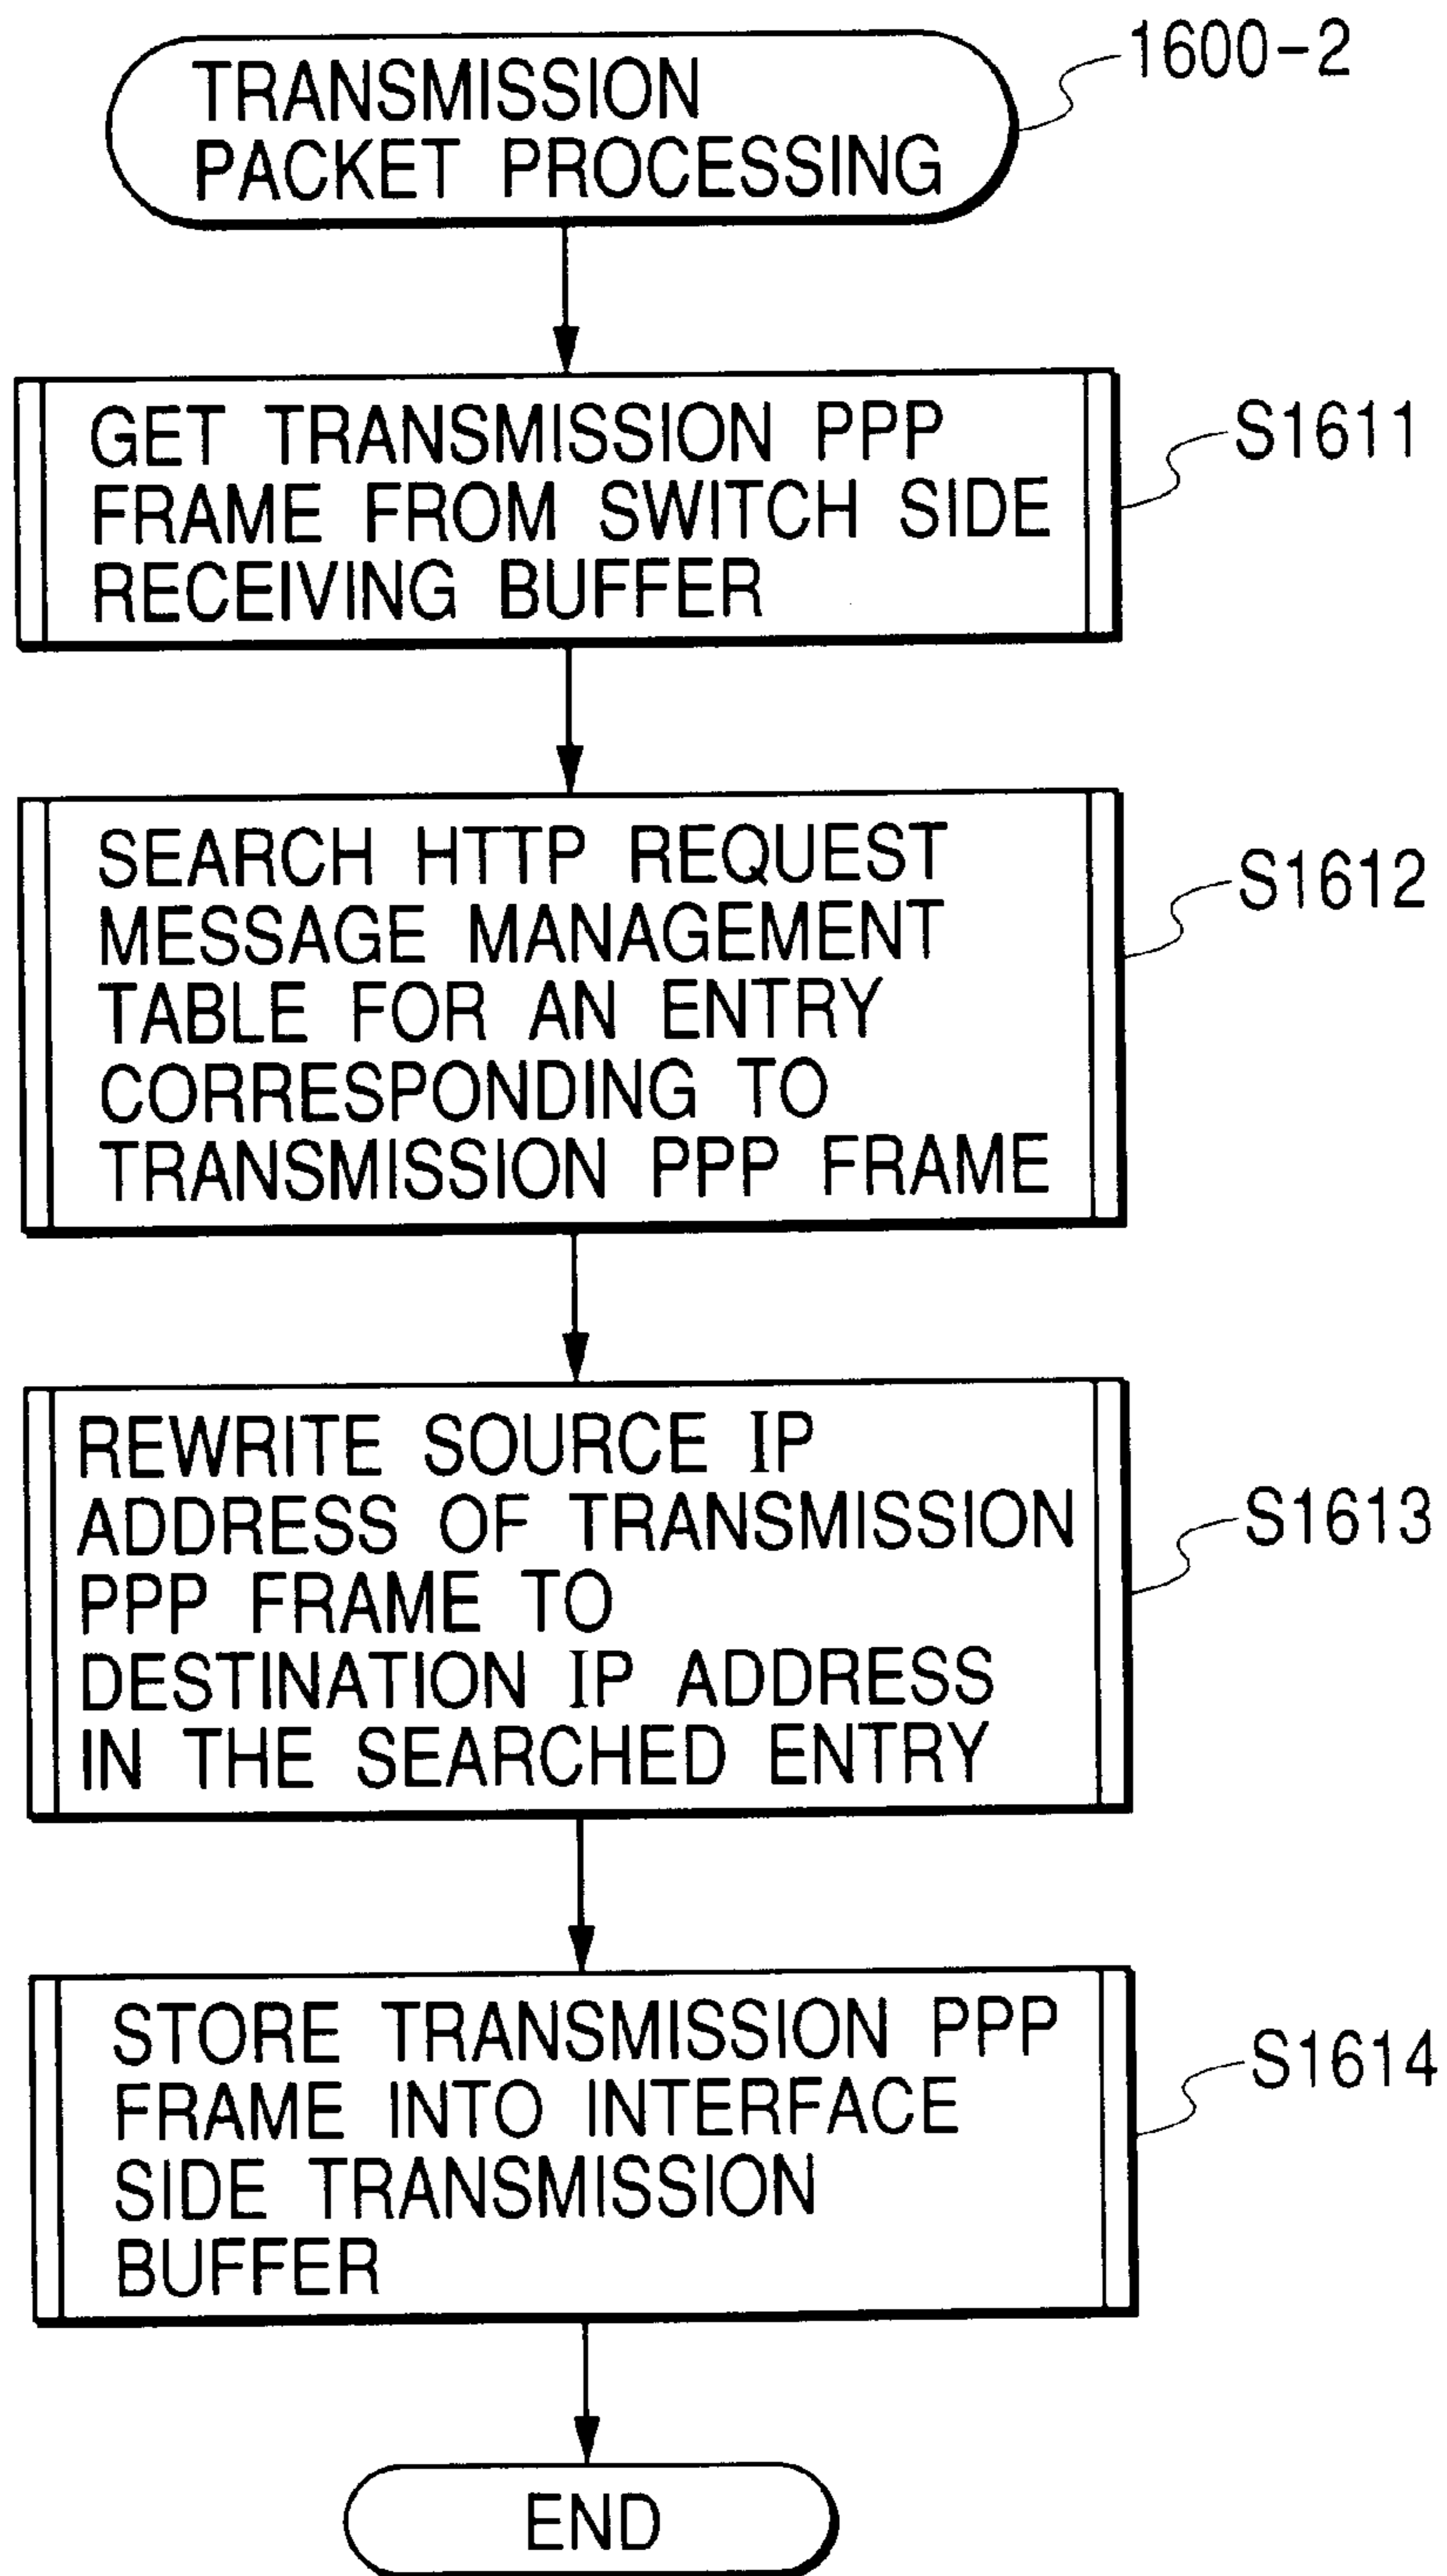 1600-2
TRANSMISSION
PACKET PROCESSING
GET TRANSMISSION PPP
FRAME FROM SWITCH SIDE
RECEIVING BUFFER
S1611
SEARCH HTTP REQUEST
MESSAGE MANAGEMENT
TABLE FOR AN ENTRY
CORRESPONDING TO
TRANSMISSION PPP FRAME
S1612
REWRITE SOURCE IP
ADDRESS OF TRANSMISSION
PPP FRAME TO
DESTINATION IP ADDRESS
IN THE SEARCHED ENTRY
S1613
STORE TRANSMISSION PPP
FRAME INTO INTERFACE
SIDE TRANSMISSION
BUFFER
S1614
END